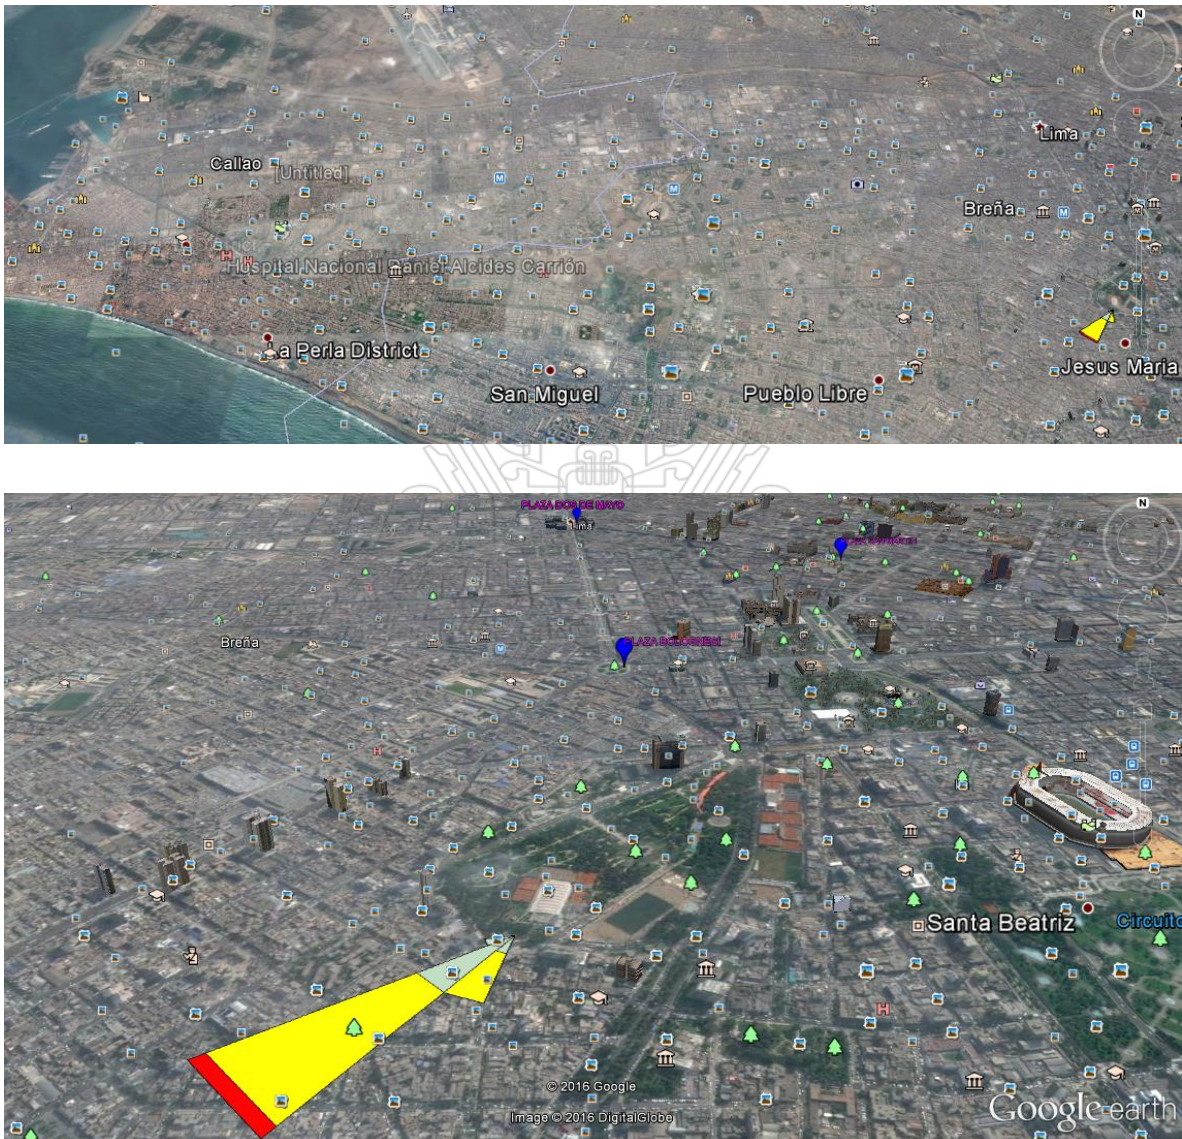 N
Lima
Callao
[Untitled]
Breña
Hospital Nacional Daniel Alcides Carrión
La Perla District
Jesus Maria
San Miguel
Pueblo Libre
PLAZA DOS DE MAYO
N
Lima
Breña
PLAZA BOLOGNESI
Santa Beatriz
Circuito
© 2016 Google
Image © 2016 DigitalGlobe
Google earth